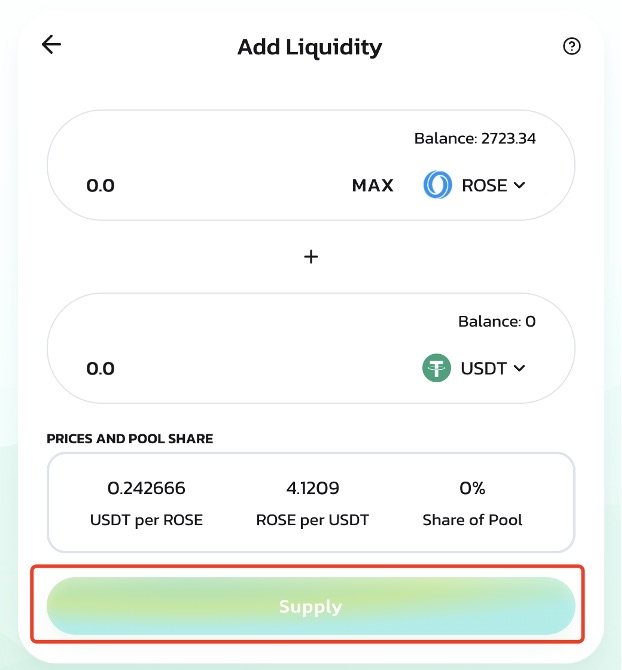 Add Liquidity
Balance: 2723.34
0.0 MAX ROSE
+
Balance: 0
0.0 USDT
PRICES AND POOL SHARE
0.242666 4.1209 0%
USDT per ROSE ROSE per USDT Share of Pool
Supply